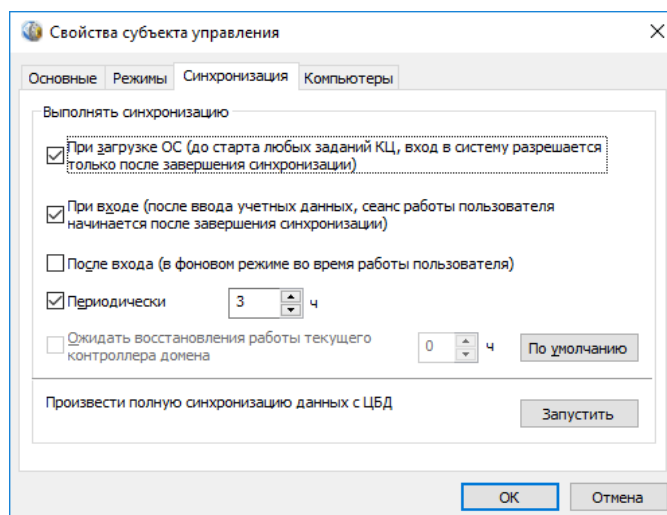 Свойства субъекта управления
Основные Режимы Синхронизация Компьютеры
Выполнять синхронизацию
При загрузке ОС (до старта любых заданий КЦ, вход в систему разрешается
только после завершения синхронизации)
При входе (после ввода учетных данных, сеанс работы пользователя
начинается после завершения синхронизации)
После входа (в фоновом режиме во время работы пользователя)
Периодически 3 ч
Ожидать восстановления работы текущего
контроллера домена 0 ч По умолчанию
Произвести полную синхронизацию данных с ЦБД Запустить
ОК Отмена